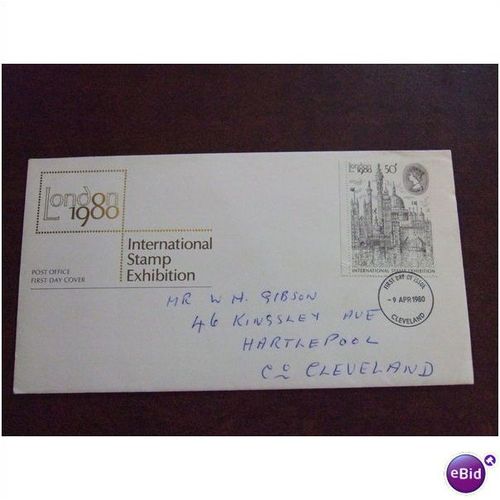 London
1980
International
Stamp
Exhibition
POST OFFICE
FIRST DAY COVER
London
1980
50P
INTERNATIONAL STAMP EXHIBITION
FIRST DAY OF ISSUE
- 9 APR 1980
CLEVELAND
MR W H. GIBSON
46 KINGSLEY AVE
HARTLEPOOL
CO CLEVELAND
eBid